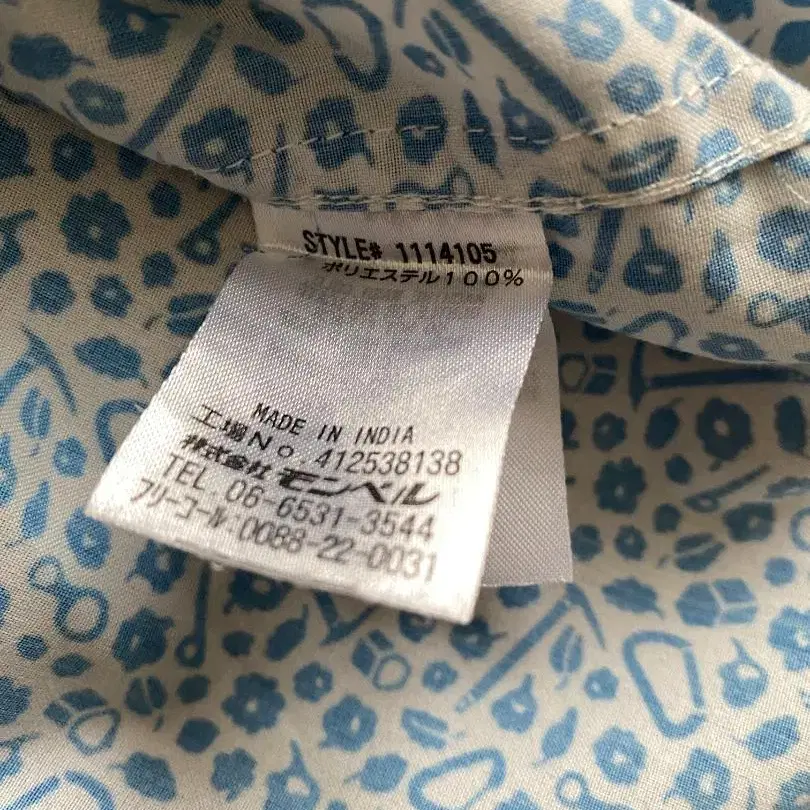 STYLE# 1114105
ポリエステル100%
MADE IN INDIA
工場No.412538138
株式会社 モンベル
TEL.06-6531-3544
フリーコール:0088-22-0031